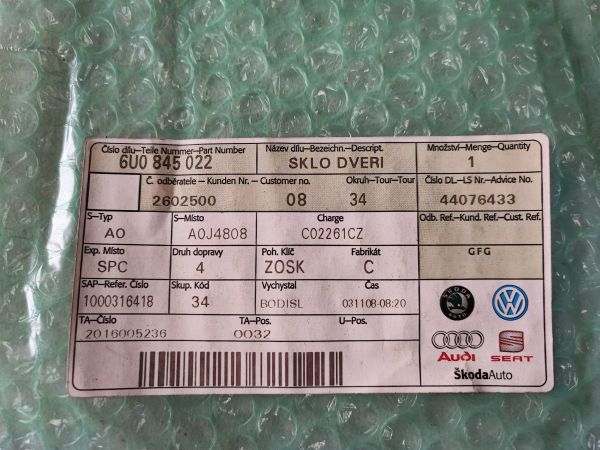 Číslo dílu–Teile Nummer–Part Number Název dílu–Bezeichn.–Descript. Množství–Menge–Quantity
6U0 845 022 SKLO DVERI 1
Č. odběratele – Kunden Nr.– Customer no. Okruh–Tour–Tour Číslo DL.–LS Nr.–Advice No.
2602500 08 34 44076433
S–Typ S–Místo Charge Odb. Ref.–Kund. Ref.–Cust. Ref.
A0 A0J4808 C02261CZ
Exp. Místo Druh dopravy Poh. Klíč Fabrikát GFG
SPC 4 ZOSK C
SAP–Refer. Číslo Skup. Kód Vychystal Čas
1000316418 34 BODISL 031108-08:20
TA–Číslo TA–Pos. U–Pos.
2016005236 0032
ŠKODA
AUTO
Audi SEAT
ŠkodaAuto